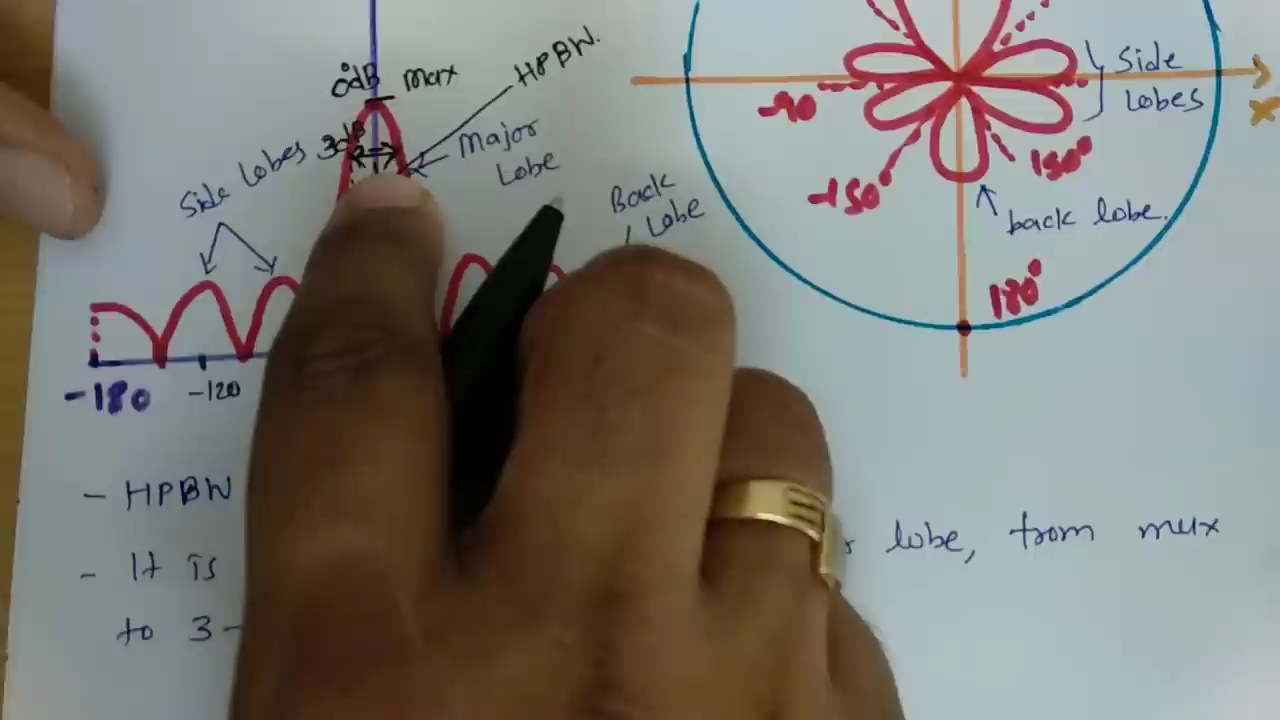 0dB max
HPBW.
3dB
Major
Lobe
Side Lobes
Back
Lobe
-180
-120
Side
Lobes
x
-90
-150°
150°
back lobe.
180°
- HPBW
lobe, from max
- It is
to 3-